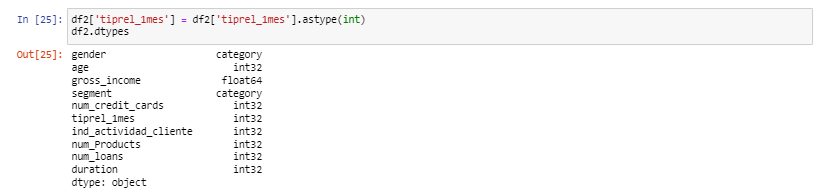 In [25]: df2['tiprel_1mes'] = df2['tiprel_1mes'].astype(int)
df2.dtypes
Out[25]: gender category
age int32
gross_income float64
segment category
num_credit_cards int32
tiprel_1mes int32
ind_actividad_cliente int32
num_Products int32
num_loans int32
duration int32
dtype: object